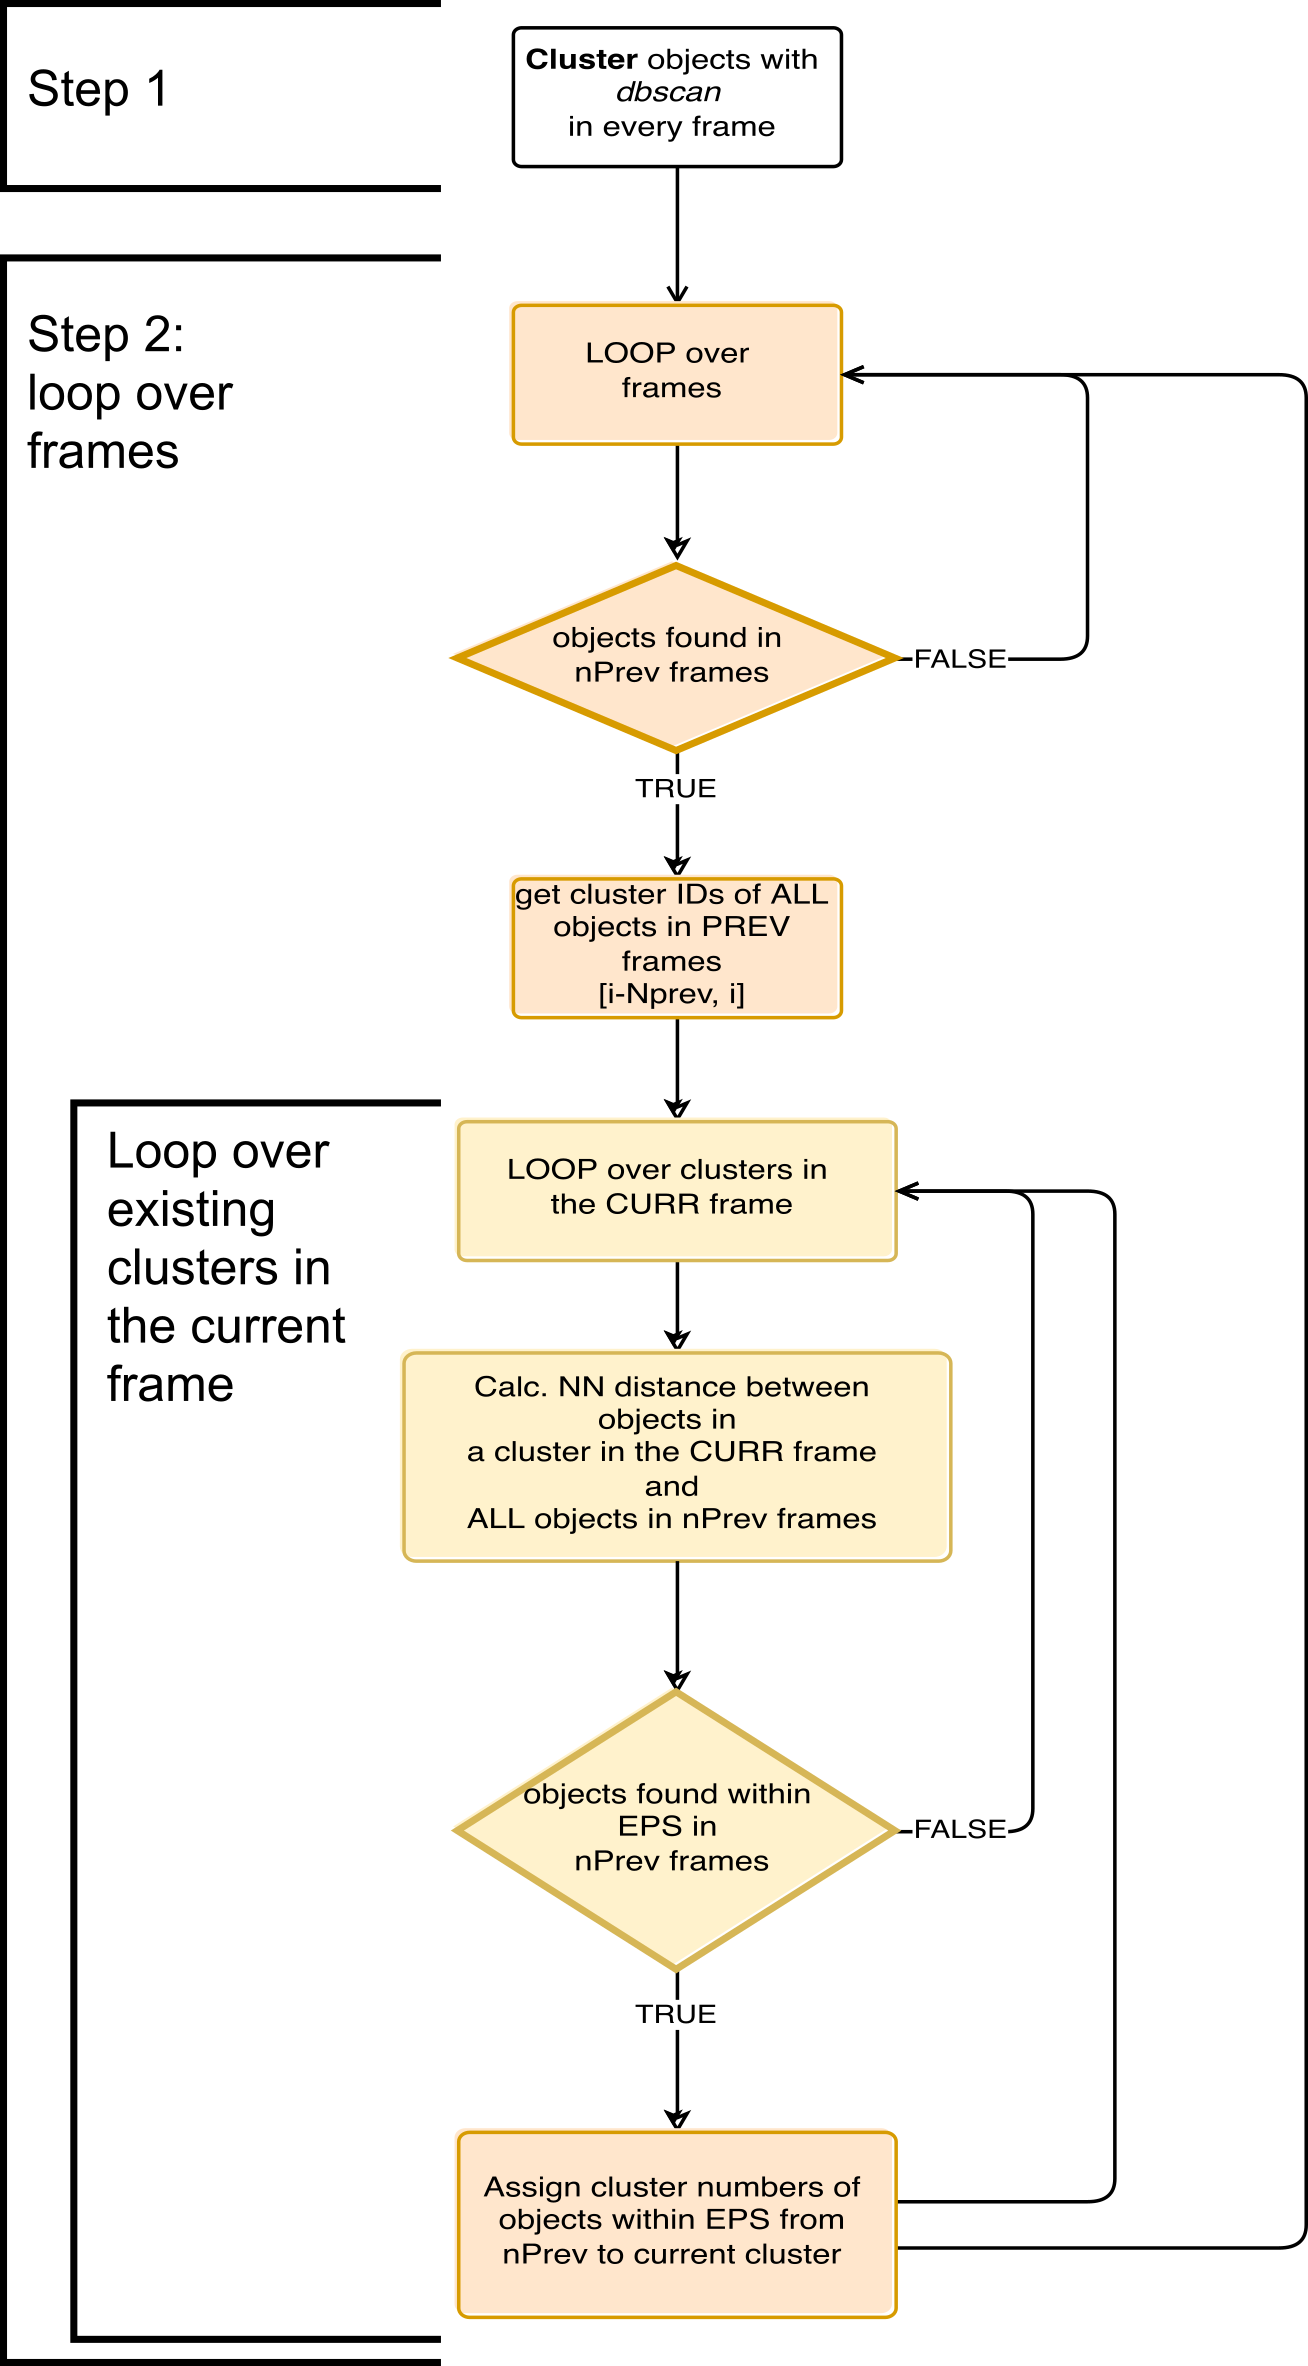 Step 1
Cluster objects with
dbscan
in every frame
Step 2:
loop over
frames
LOOP over
frames
objects found in
nPrev frames
FALSE
TRUE
get cluster IDs of ALL
objects in PREV
frames
[i-Nprev, i]
Loop over
existing
clusters in
the current
frame
LOOP over clusters in
the CURR frame
Calc. NN distance between
objects in
a cluster in the CURR frame
and
ALL objects in nPrev frames
objects found within
EPS in
nPrev frames
FALSE
TRUE
Assign cluster numbers of
objects within EPS from
nPrev to current cluster